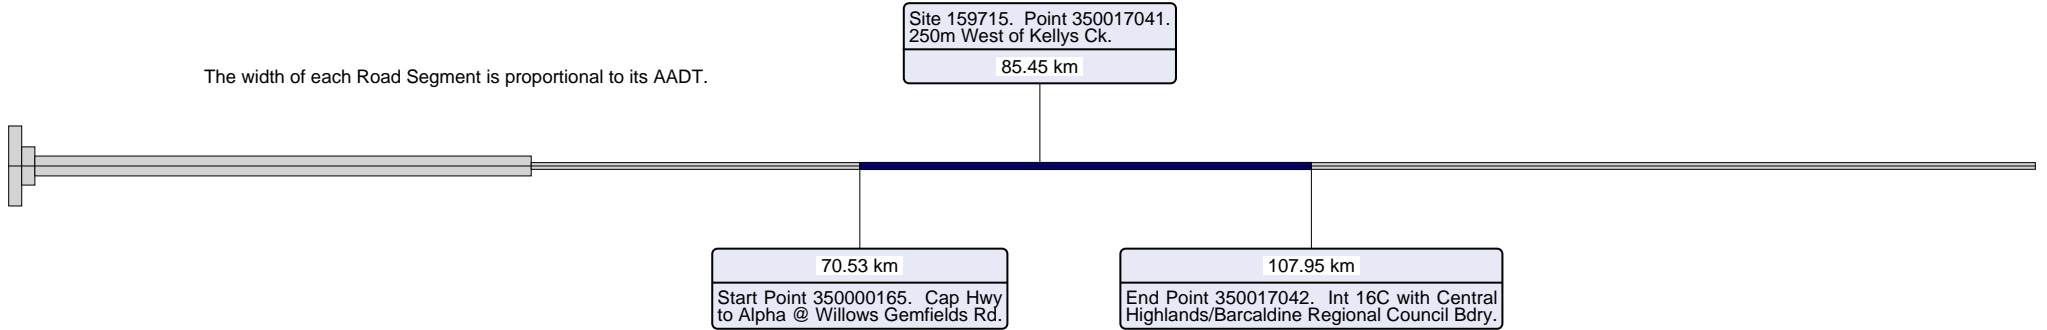 Site 159715.  Point 350017041.
250m West of Kellys Ck.
85.45 km
The width of each Road Segment is proportional to its AADT.
70.53 km
Start Point 350000165.  Cap Hwy
to Alpha @ Willows Gemfields Rd.
107.95 km
End Point 350017042.  Int 16C with Central
Highlands/Barcaldine Regional Council Bdry.